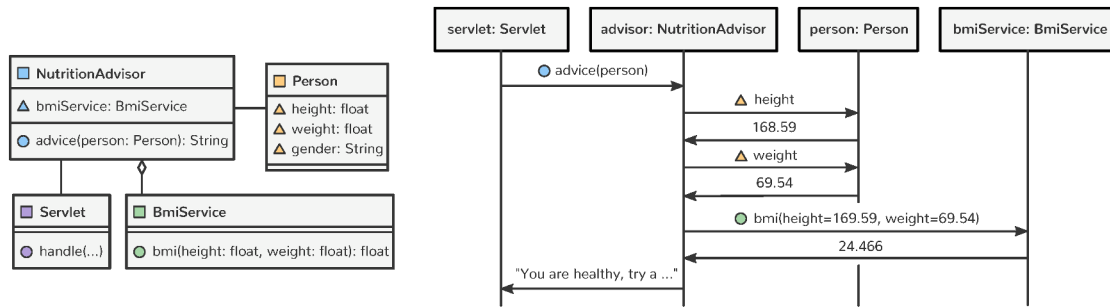 NutritionAdvisor
bmiService: BmiService
advice(person: Person): String
Person
height: float
weight: float
gender: String
Servlet
handle(...)
BmiService
bmi(height: float, weight: float): float
servlet: Servlet
advisor: NutritionAdvisor
person: Person
bmiService: BmiService
advice(person)
height
168.59
weight
69.54
bmi(height=169.59, weight=69.54)
24.466
"You are healthy, try a ..."